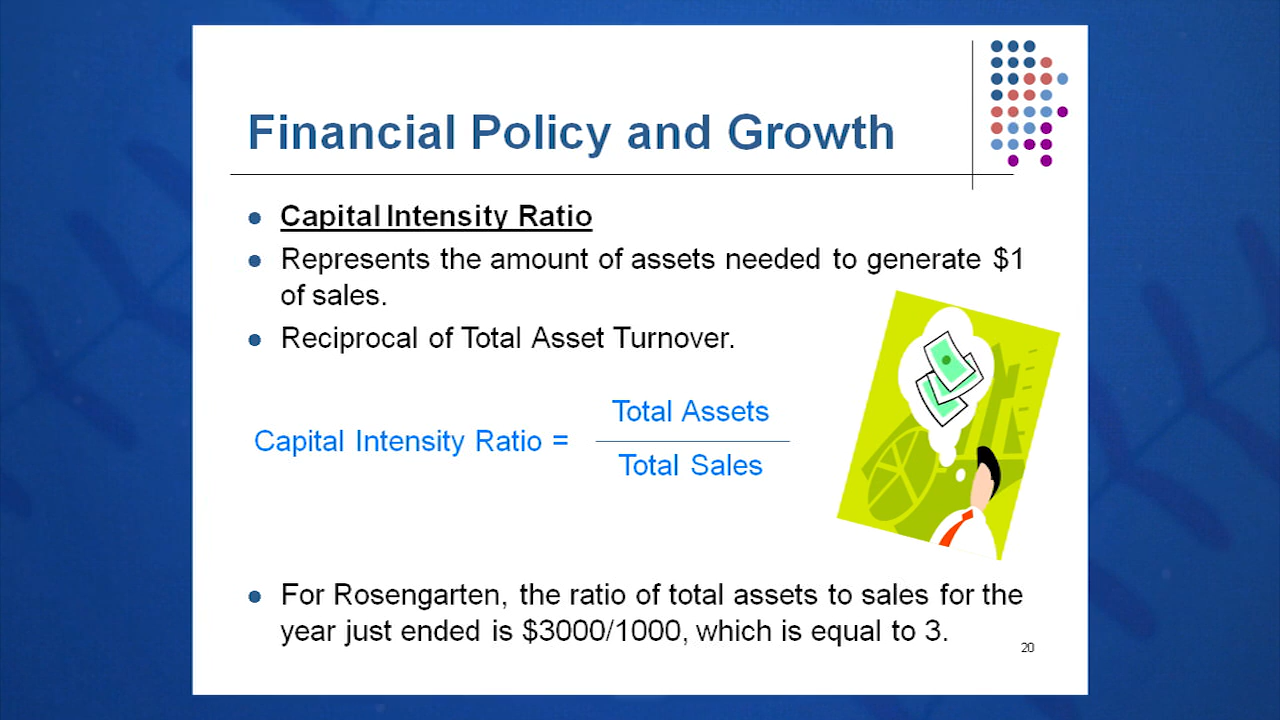 Financial Policy and Growth
Capital Intensity Ratio
Represents the amount of assets needed to generate $1
of sales.
Reciprocal of Total Asset Turnover.
Total Assets
Capital Intensity Ratio =
Total Sales
For Rosengarten, the ratio of total assets to sales for the
year just ended is $3000/1000, which is equal to 3.
20